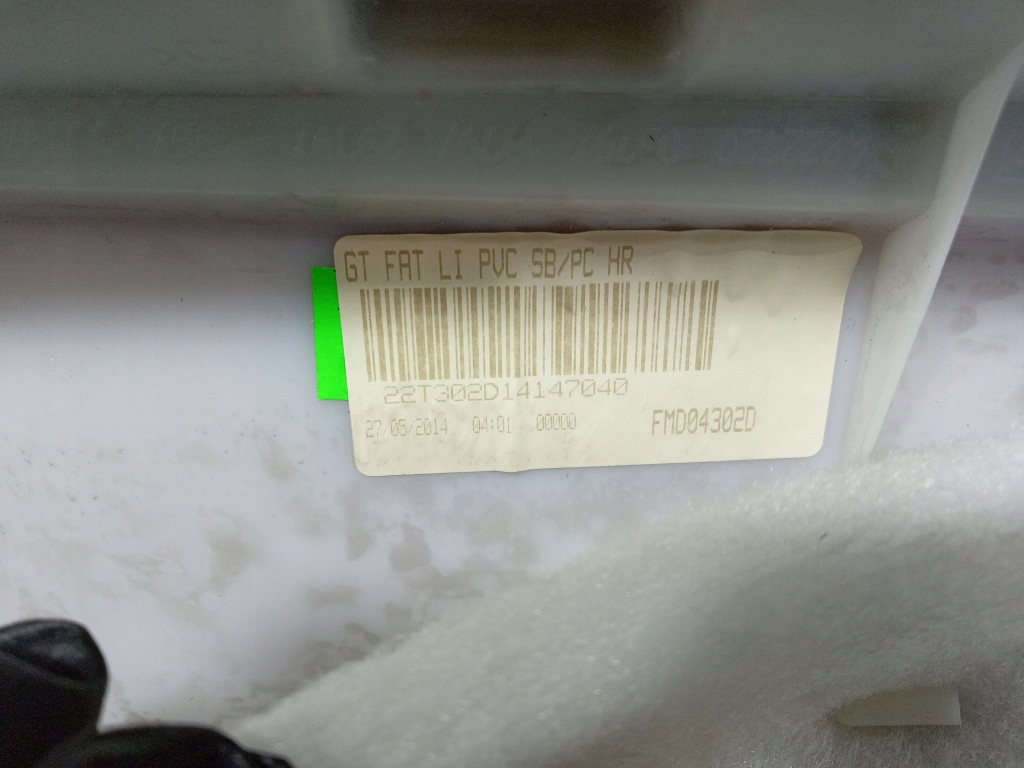 GT FAT LI PVC SB/PC HR
22T302D14147040
27/05/2014 04:01 00000 FMD04302D